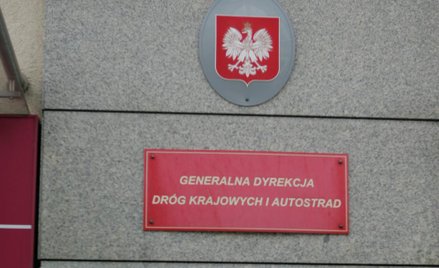 GENERALNA DYREKCJA
DRÓG KRAJOWYCH I AUTOSTRAD